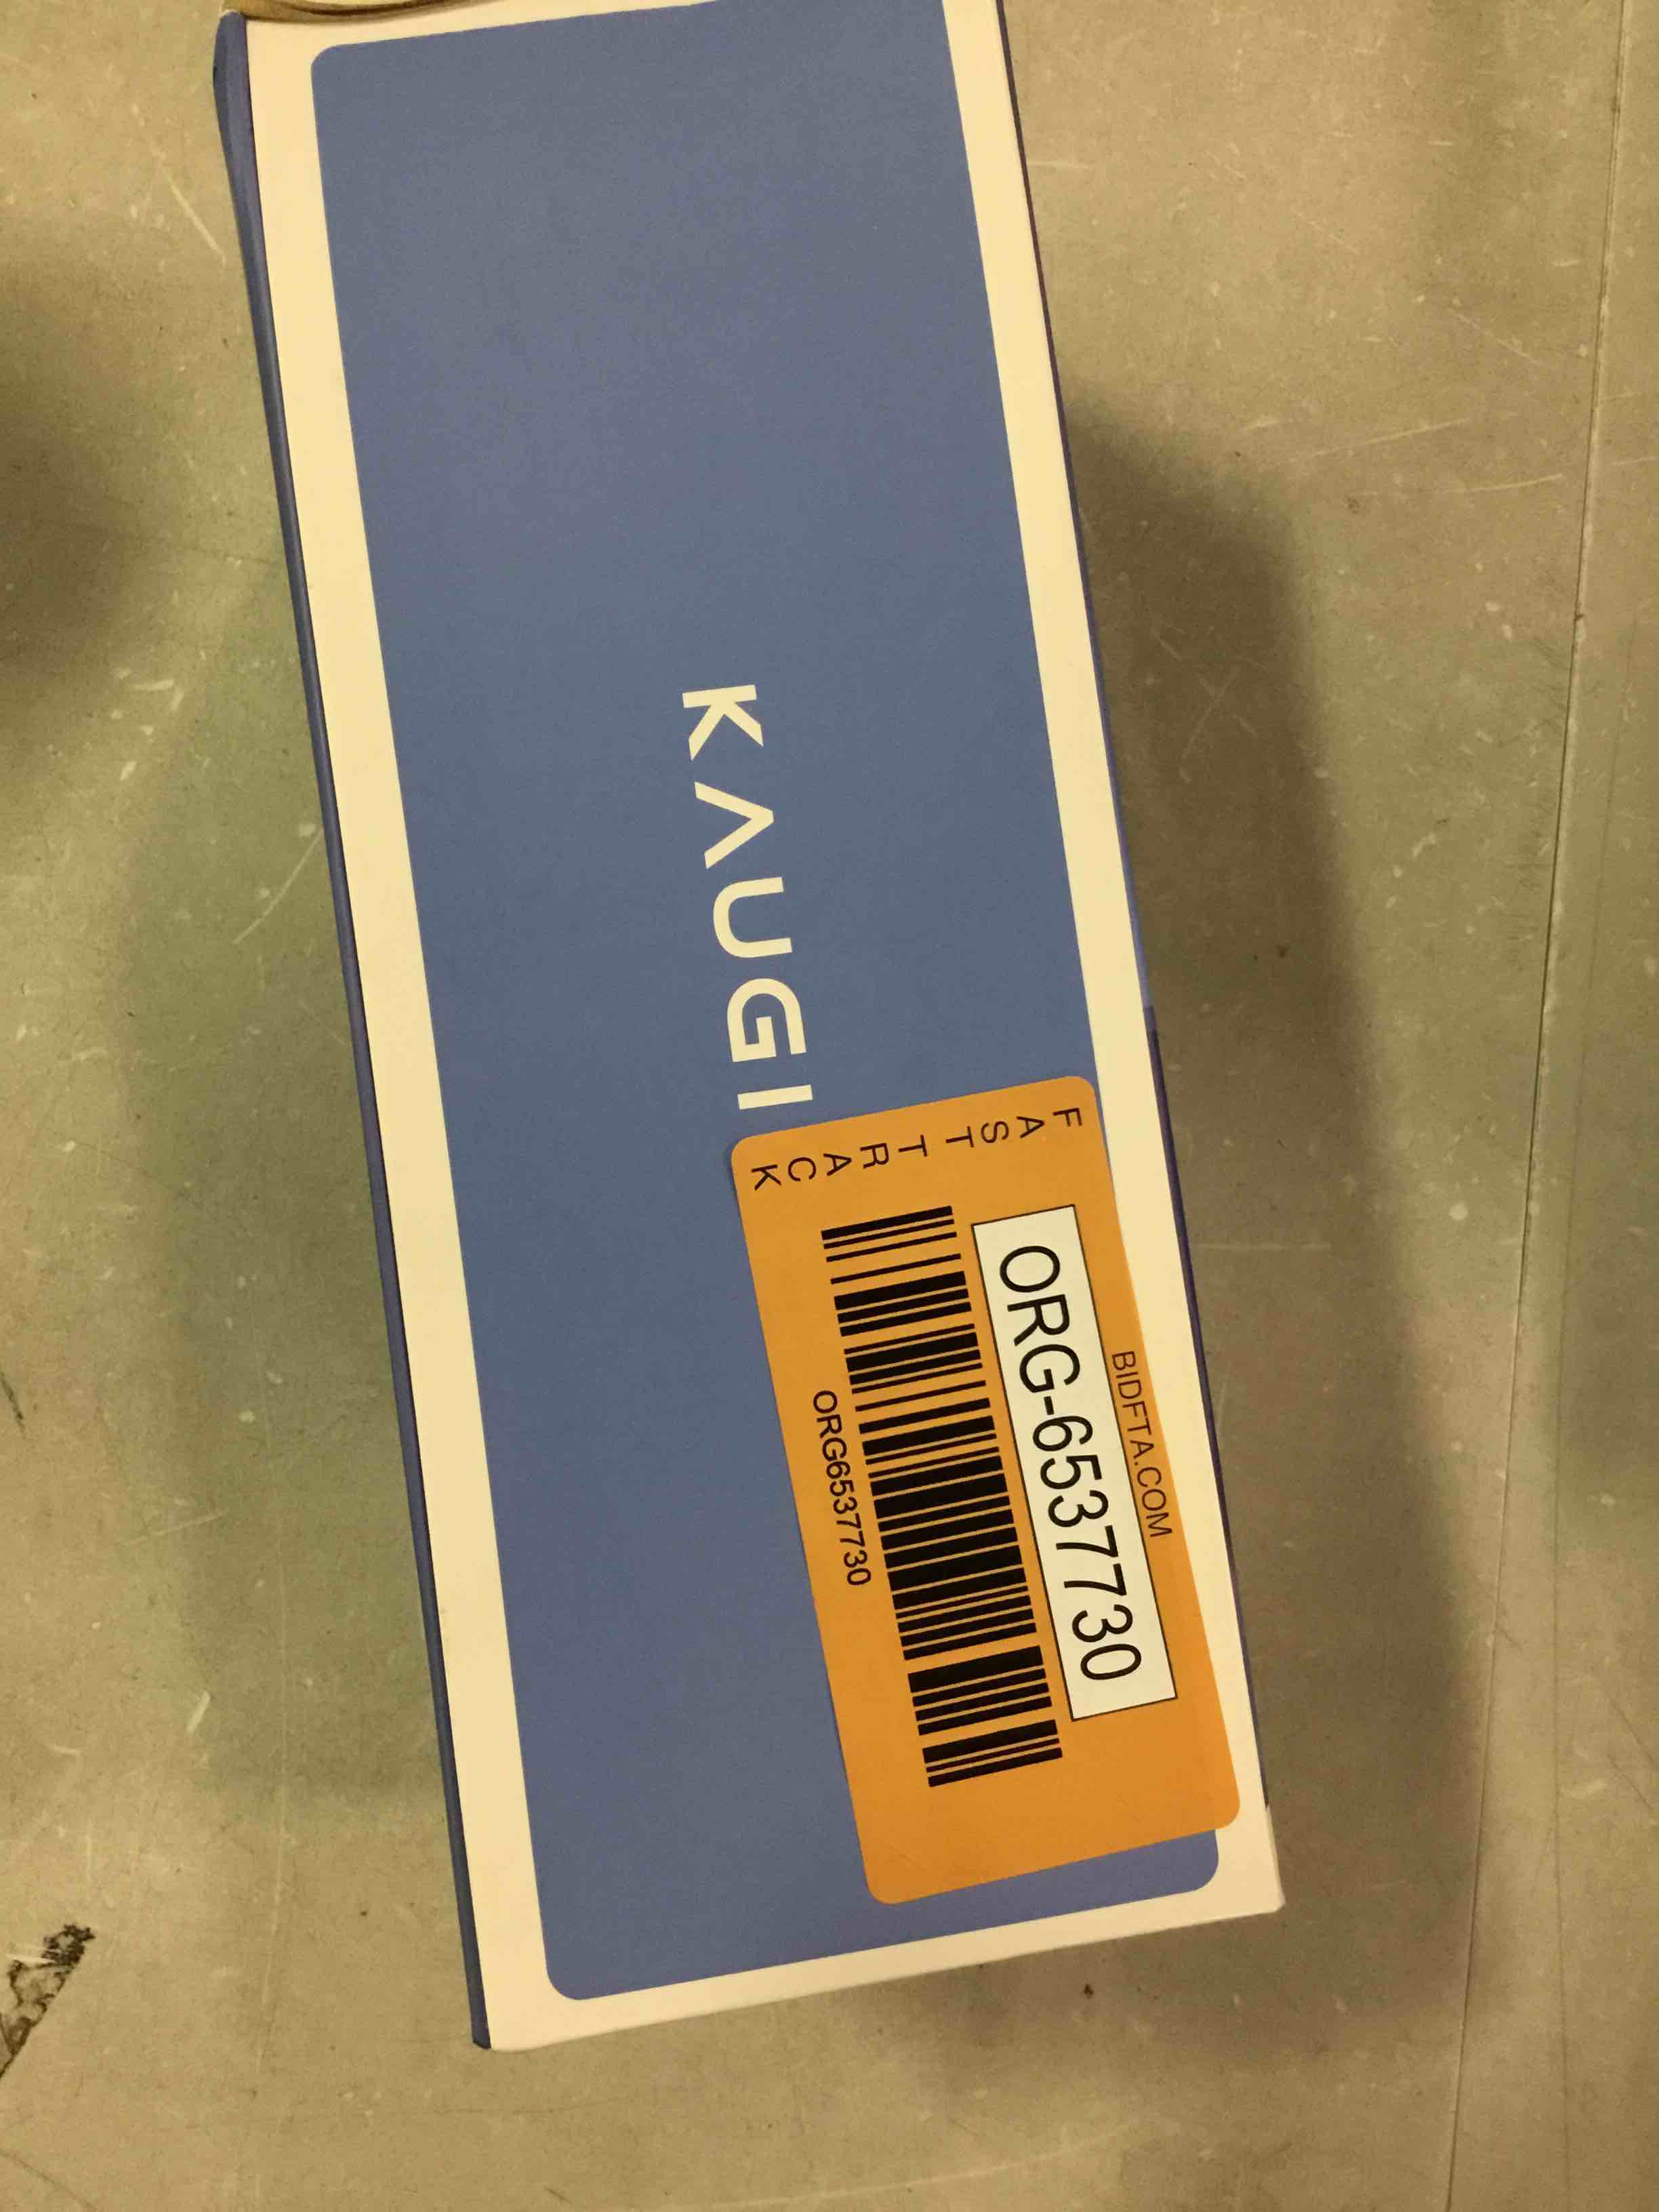 KAUGI
FAST TRACK
BIDFTA.COM
ORG-6537730
ORG6537730